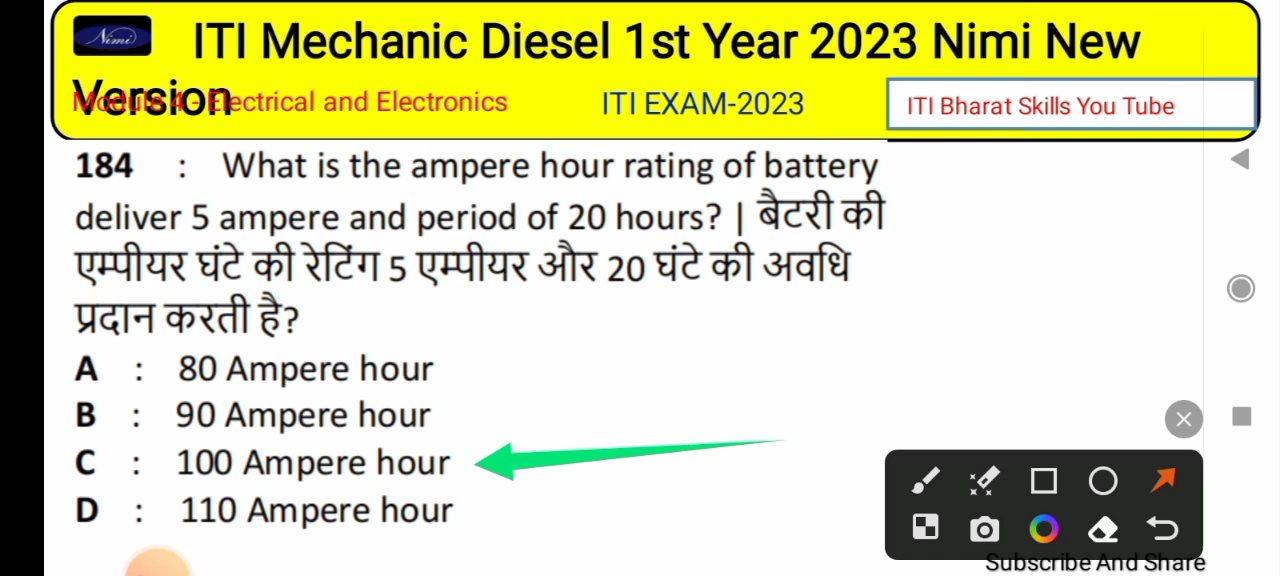 Nimi
ITI Mechanic Diesel 1st Year 2023 Nimi New
Version
Module 4 - Electrical and Electronics
ITI EXAM-2023
ITI Bharat Skills You Tube
184 : What is the ampere hour rating of battery
deliver 5 ampere and period of 20 hours? | बैटरी की
एम्पीयर घंटे की रेटिंग 5 एम्पीयर और 20 घंटे की अवधि
प्रदान करती है?
A : 80 Ampere hour
B : 90 Ampere hour
C : 100 Ampere hour
D : 110 Ampere hour
Subscribe And Share